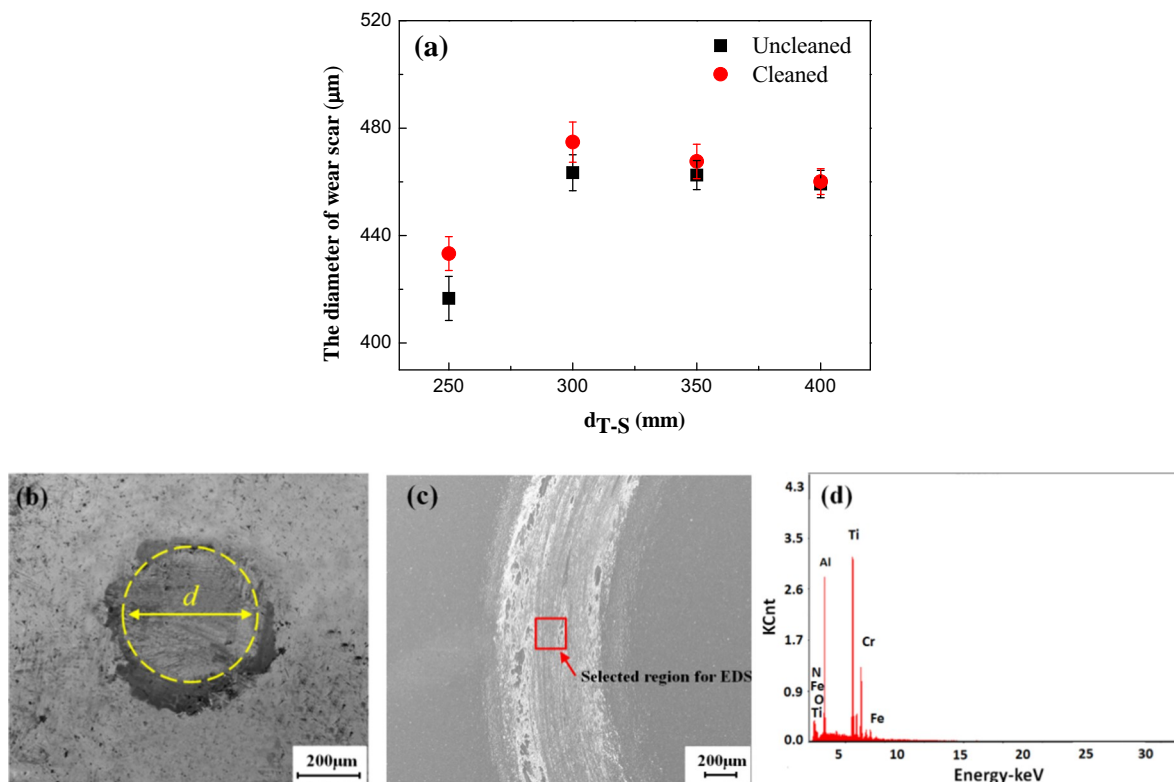 (a)
Uncleaned
Cleaned
The diameter of wear scar (μm)
520
480
440
400
250
300
350
400
dT-S (mm)
(b)
d
200μm
(c)
Selected region for EDS
200μm
(d)
KCnt
4.3
3.5
2.6
1.7
0.9
0.0
Ti
Al
Cr
N
Fe
O
Ti
Fe
5
10
15
20
25
30
Energy-keV